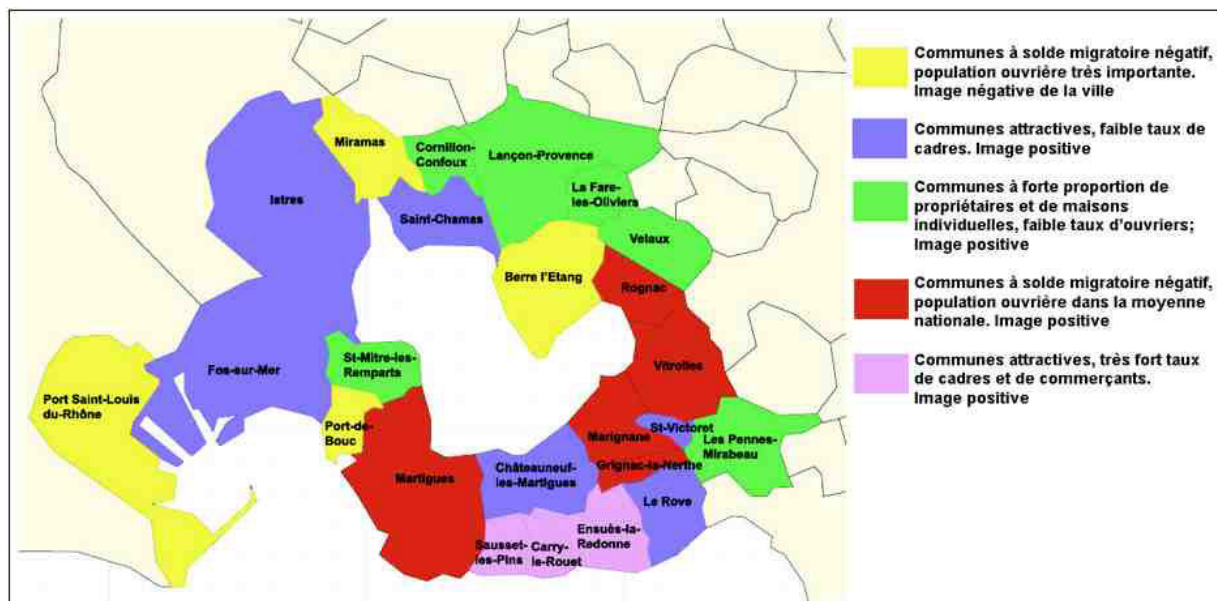 Miramas
Cornillon-
Confoux
Lançon-Provence
La Fare-
les-Oliviers
Istres
Saint-Chamas
Velaux
Berre l'Etang
Rognac
Vitrolles
St-Mitre-les-
Remparts
Fos-sur-Mer
Port Saint-Louis
du-Rhône
Port-de-
Bouc
St-Victoret
Marignane
Les Pennes-
Mirabeau
Grignac-la-Nerthe
Martigues
Châteauneuf-
les-Martigues
Le Rove
Ensuès-la-
Redonne
Sausset-
les-Pins
Carry-
le-Rouet
Communes à solde migratoire négatif,
population ouvrière très importante.
Image négative de la ville
Communes attractives, faible taux de
cadres. Image positive
Communes à forte proportion de
propriétaires et de maisons
individuelles, faible taux d'ouvriers;
Image positive
Communes à solde migratoire négatif,
population ouvrière dans la moyenne
nationale. Image positive
Communes attractives, très fort taux
de cadres et de commerçants.
Image positive